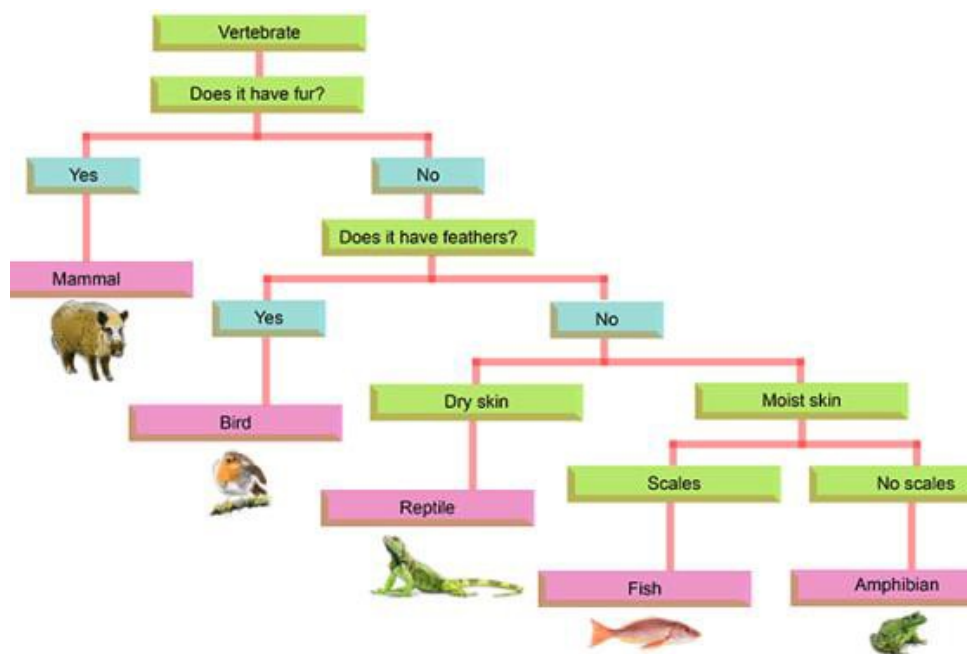 Vertebrate
Does it have fur?
Yes
No
Does it have feathers?
Mammal
Yes
No
Dry skin
Moist skin
Bird
Scales
No scales
Reptile
Fish
Amphibian